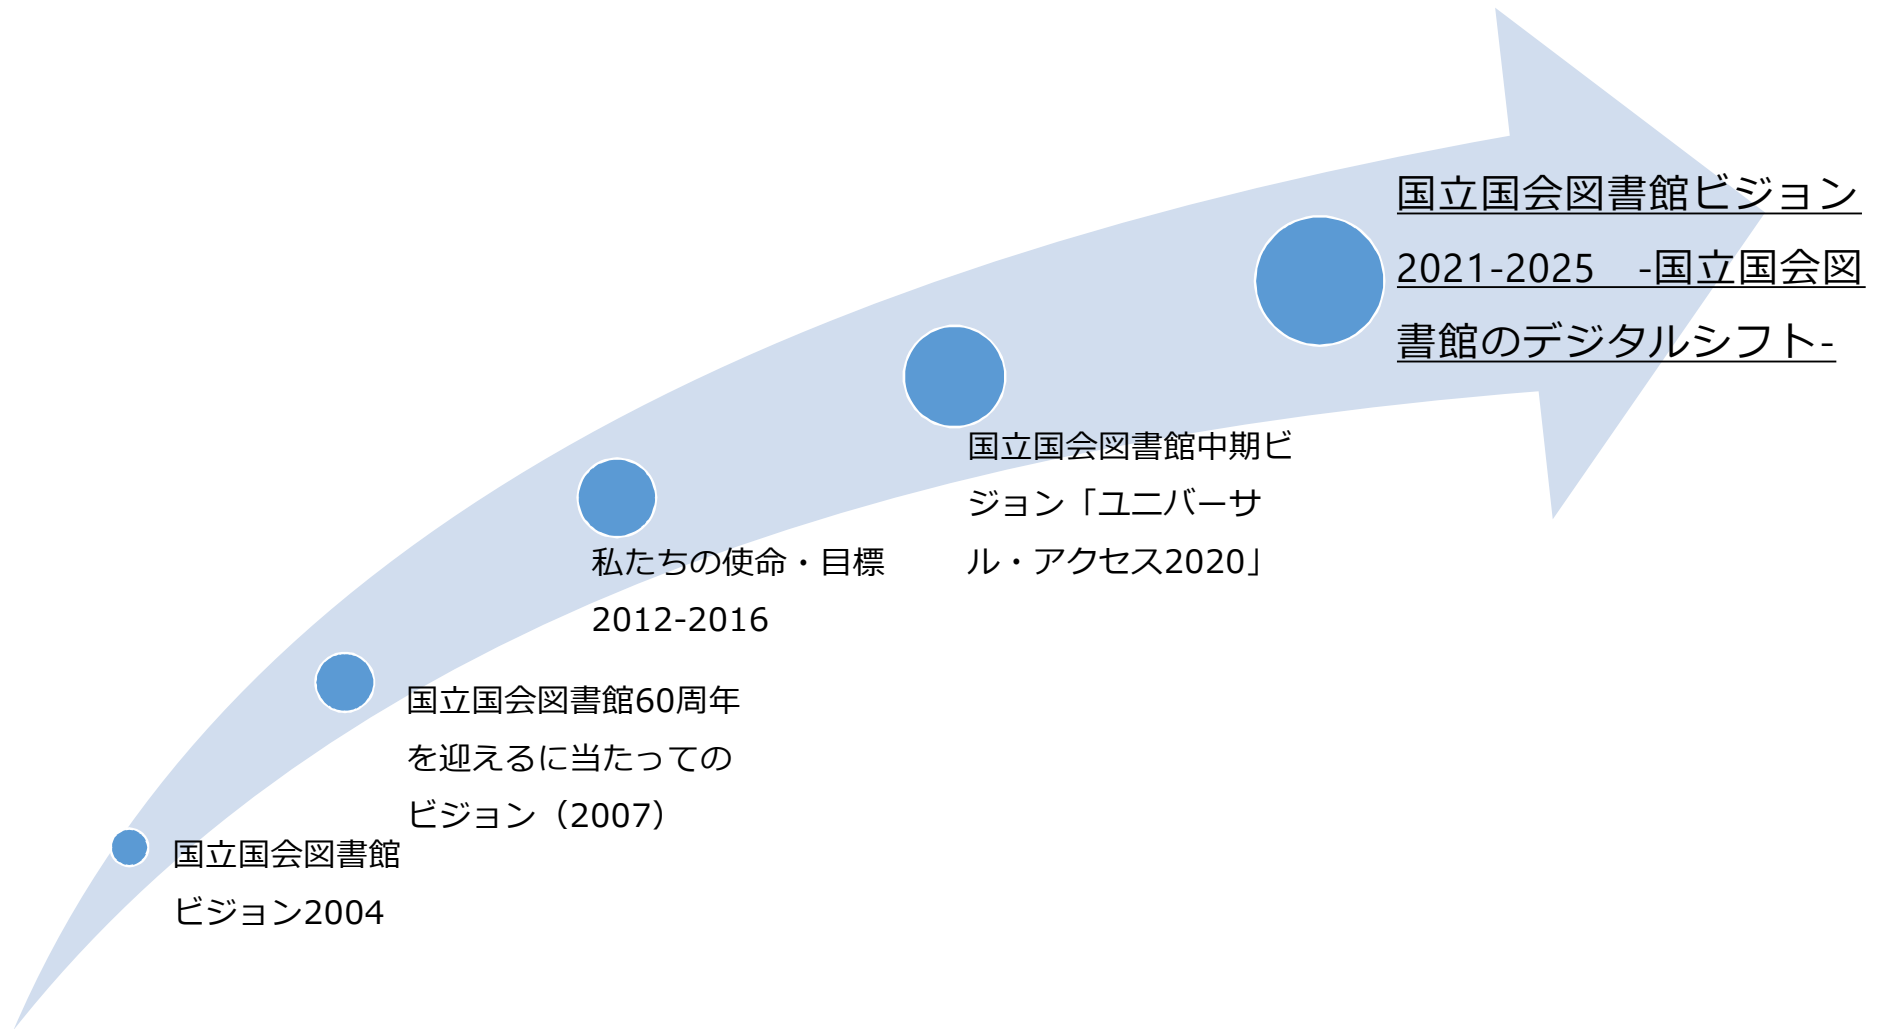 国立国会図書館ビジョン
2021-2025　-国立国会図
書館のデジタルシフト-
国立国会図書館中期ビ
ジョン「ユニバーサ
ル・アクセス2020」
私たちの使命・目標
2012-2016
国立国会図書館60周年
を迎えるに当たっての
ビジョン（2007）
国立国会図書館
ビジョン2004